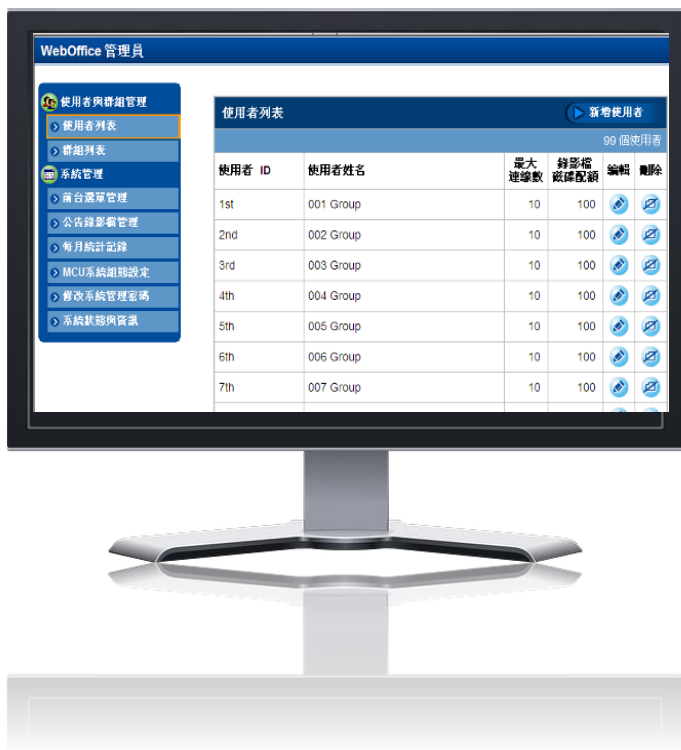 WebOffice 管理員
使用者與群組管理
使用者列表
群組列表
系統管理
前台選單管理
公告錄影檔管理
每月統計記錄
MCU系統組態設定
修改系統管理密碼
系統狀態與資訊
使用者列表
新增使用者
99 個使用者
使用者 ID 使用者姓名 最大連線數 錄影檔磁碟配額 編輯 刪除
1st 001 Group 10 100
2nd 002 Group 10 100
3rd 003 Group 10 100
4th 004 Group 10 100
5th 005 Group 10 100
6th 006 Group 10 100
7th 007 Group 10 100